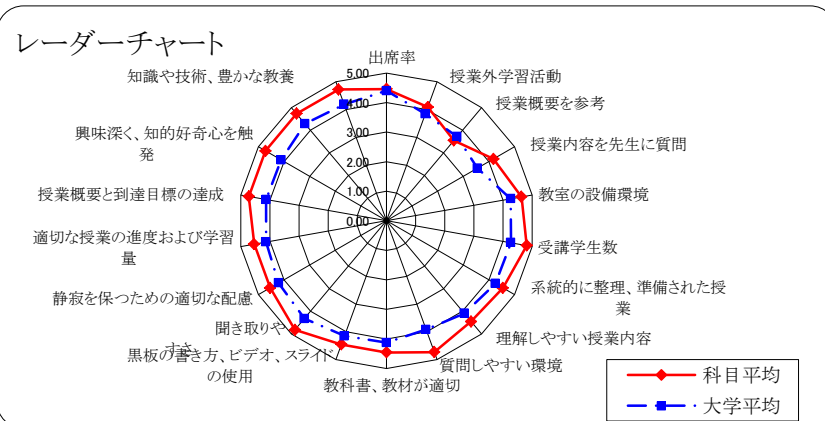 レーダーチャート
出席率
授業外学習活動
授業概要を参考
授業内容を先生に質問
教室の設備環境
受講学生数
系統的に整理、準備された授
業
理解しやすい授業内容
質問しやすい環境
教科書、教材が適切
黒板の書き方、ビデオ、スライド
の使用
聞き取りや
すさ
静寂を保つための適切な配慮
適切な授業の進度および学習
量
授業概要と到達目標の達成
興味深く、知的好奇心を触
発
知識や技術、豊かな教養
5.00
4.00
3.00
2.00
1.00
0.00
科目平均
大学平均